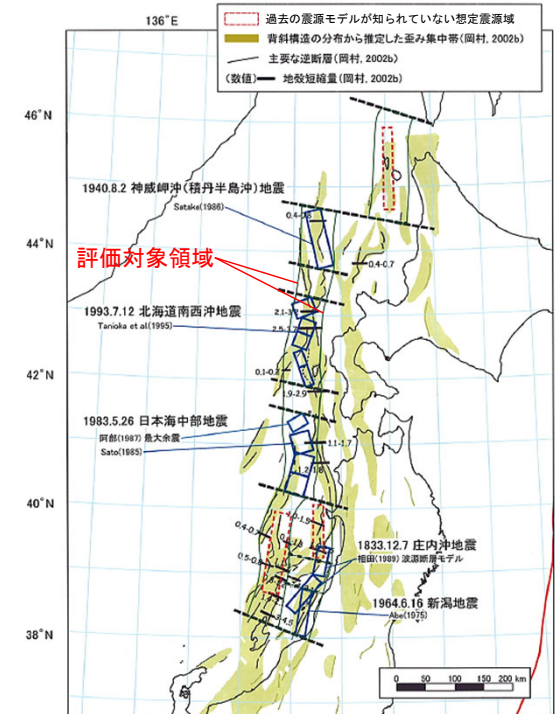 136°E
過去の震源モデルが知られていない想定震源域
背斜構造の分布から推定した歪み集中帯(岡村, 2002b)
主要な逆断層(岡村, 2002b)
(数値) 地殻短縮量(岡村, 2002b)
46°N
1940.8.2 神威岬沖(積丹半島沖)地震
Satake(1986)
44°N
0.4-0.7
評価対象領域
1993.7.12 北海道南西沖地震
Tanioka et al(1995)
42°N
0.1-0.2
1.9-2.9
1983.5.26 日本海中部地震
阿部(1987) 最大余震
Sato(1985)
1.1-1.7
1.2-1.8
40°N
0.4-0.7
1833.12.7 庄内沖地震
相田(1989) 波源断層モデル
0.5-0.8
1964.6.16 新潟地震
Abe(1975)
38°N
0 50 100 150 200 km